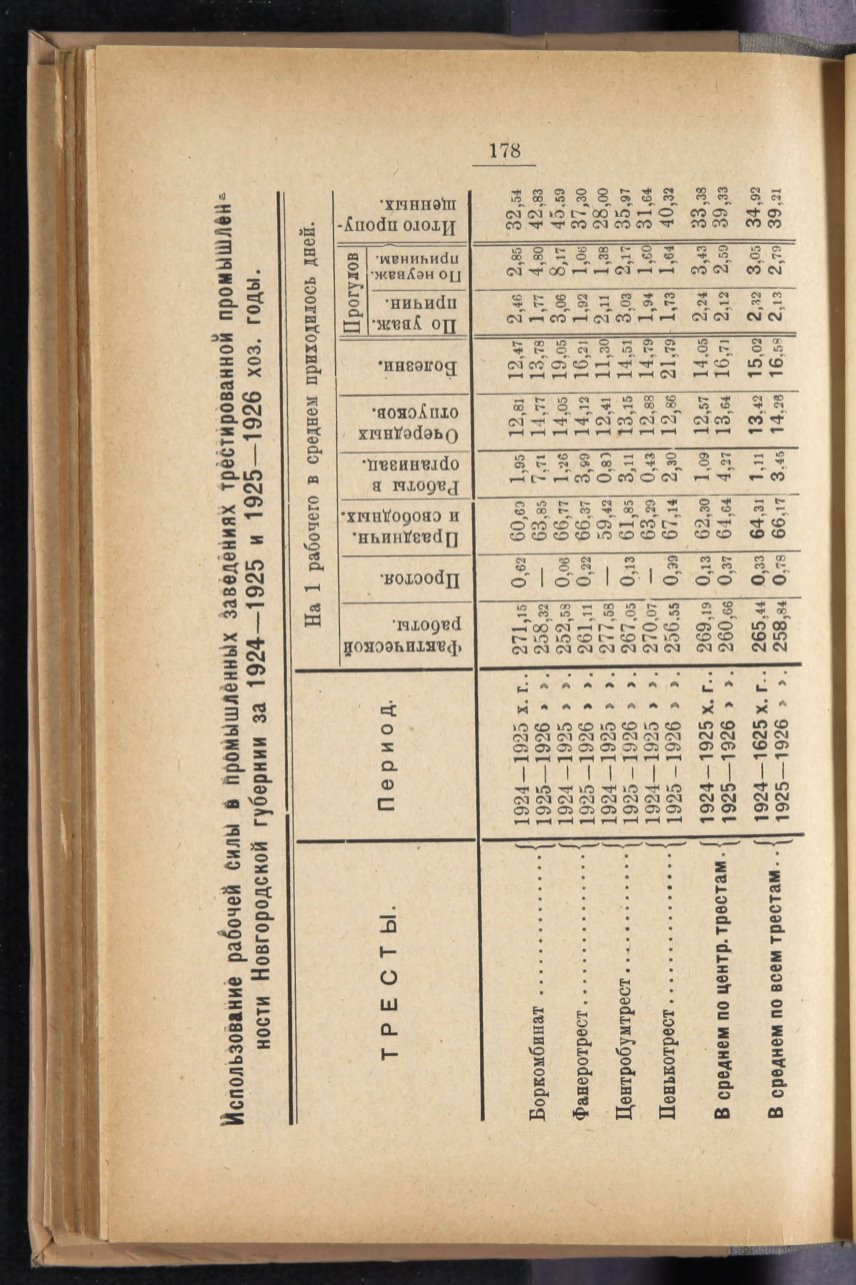 178
Использование рабочей силы в промышленных заведениях трестированной промышлен-
ности Новгородской губернии за 1924—1925 и 1925—1926 хоз. годы.
ТРЕСТЫ.
Период.
На 1 рабочего в среднем приходилось дней.
Фактической
работы.
Простоя.
Празднич.
и свободных.
Работы в
организац.
Очередных
отпусков.
Болезни.
Прогулов
По уваж.
причин.
По неуваж.
причинам.
Итого пропу-
щенных.
Боркомбинат 1924—1925 х. г. 271,15 0,62 60,69 1,95 12,81 12,47 2,46 2,85 32,54
1925—1926 » ». 258,32 — 63,85 7,71 14,77 13,78 1,77 4,80 42,83
Фанеротрест 1924—1925 » ». 252,58 0,06 66,77 1,26 14,05 19,05 3,06 8,17 45.59
1925—1926 » ». 261,11 0,22 66,37 3,99 14,12 16,21 1,92 1,06 37,30
Центробумтрест 1924—1925 » ». 277,58 — 59,42 0,8) 12,41 11,30 2,11 1,38 28,00
1925—1926 » ». 267,05 0,13 61,85 3,11 13,15 14,51 3,03 2,17 35,97
Пенькотрест 1924—1925 » ». 270,07 — 63,29 0,43 12,88 14,79 1,94 1,60 31,64
1925—1926 » ». 256.55 0,99 67,14 2,30 12,86 21,79 1,73 1,64 40,32
В среднем по центр. трестам 1924—1925 х. г. 269,19 0,13 62,30 1,09 12,57 14.05 2,24 3,43 33,38
1925—1926 » ». 260,66 0,37 64,64 4,27 13,64 16,71 2,12 2,59 39,33
В среднем по всем трестам 1924—1625 х. г. 265,44 0,33 64,31 1,11 13,42 15,02 2,32 3,05 34,92
1925—1926 » ». 258,84 0,78 66,17 3.45 14,28 16,58 2,13 2,79 39,21